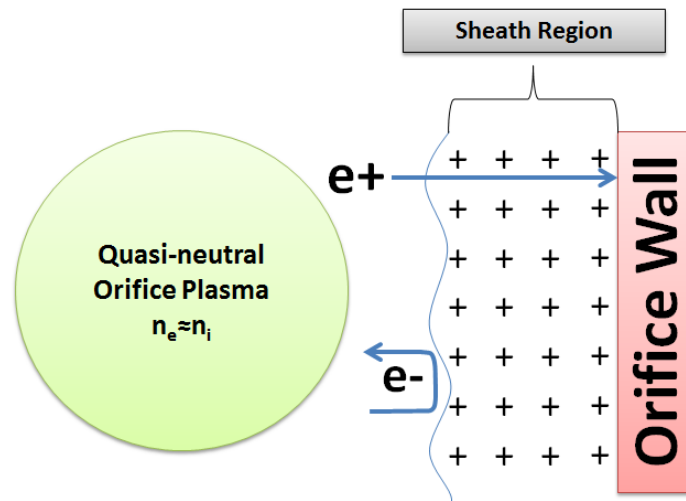 Sheath Region
e+
+ + + +
+ + + +
+ + + +
+ + + +
+ + + +
+ + + +
+ + + +
Quasi-neutral
Orifice Plasma
nₑ≈nᵢ
e-
Orifice Wall